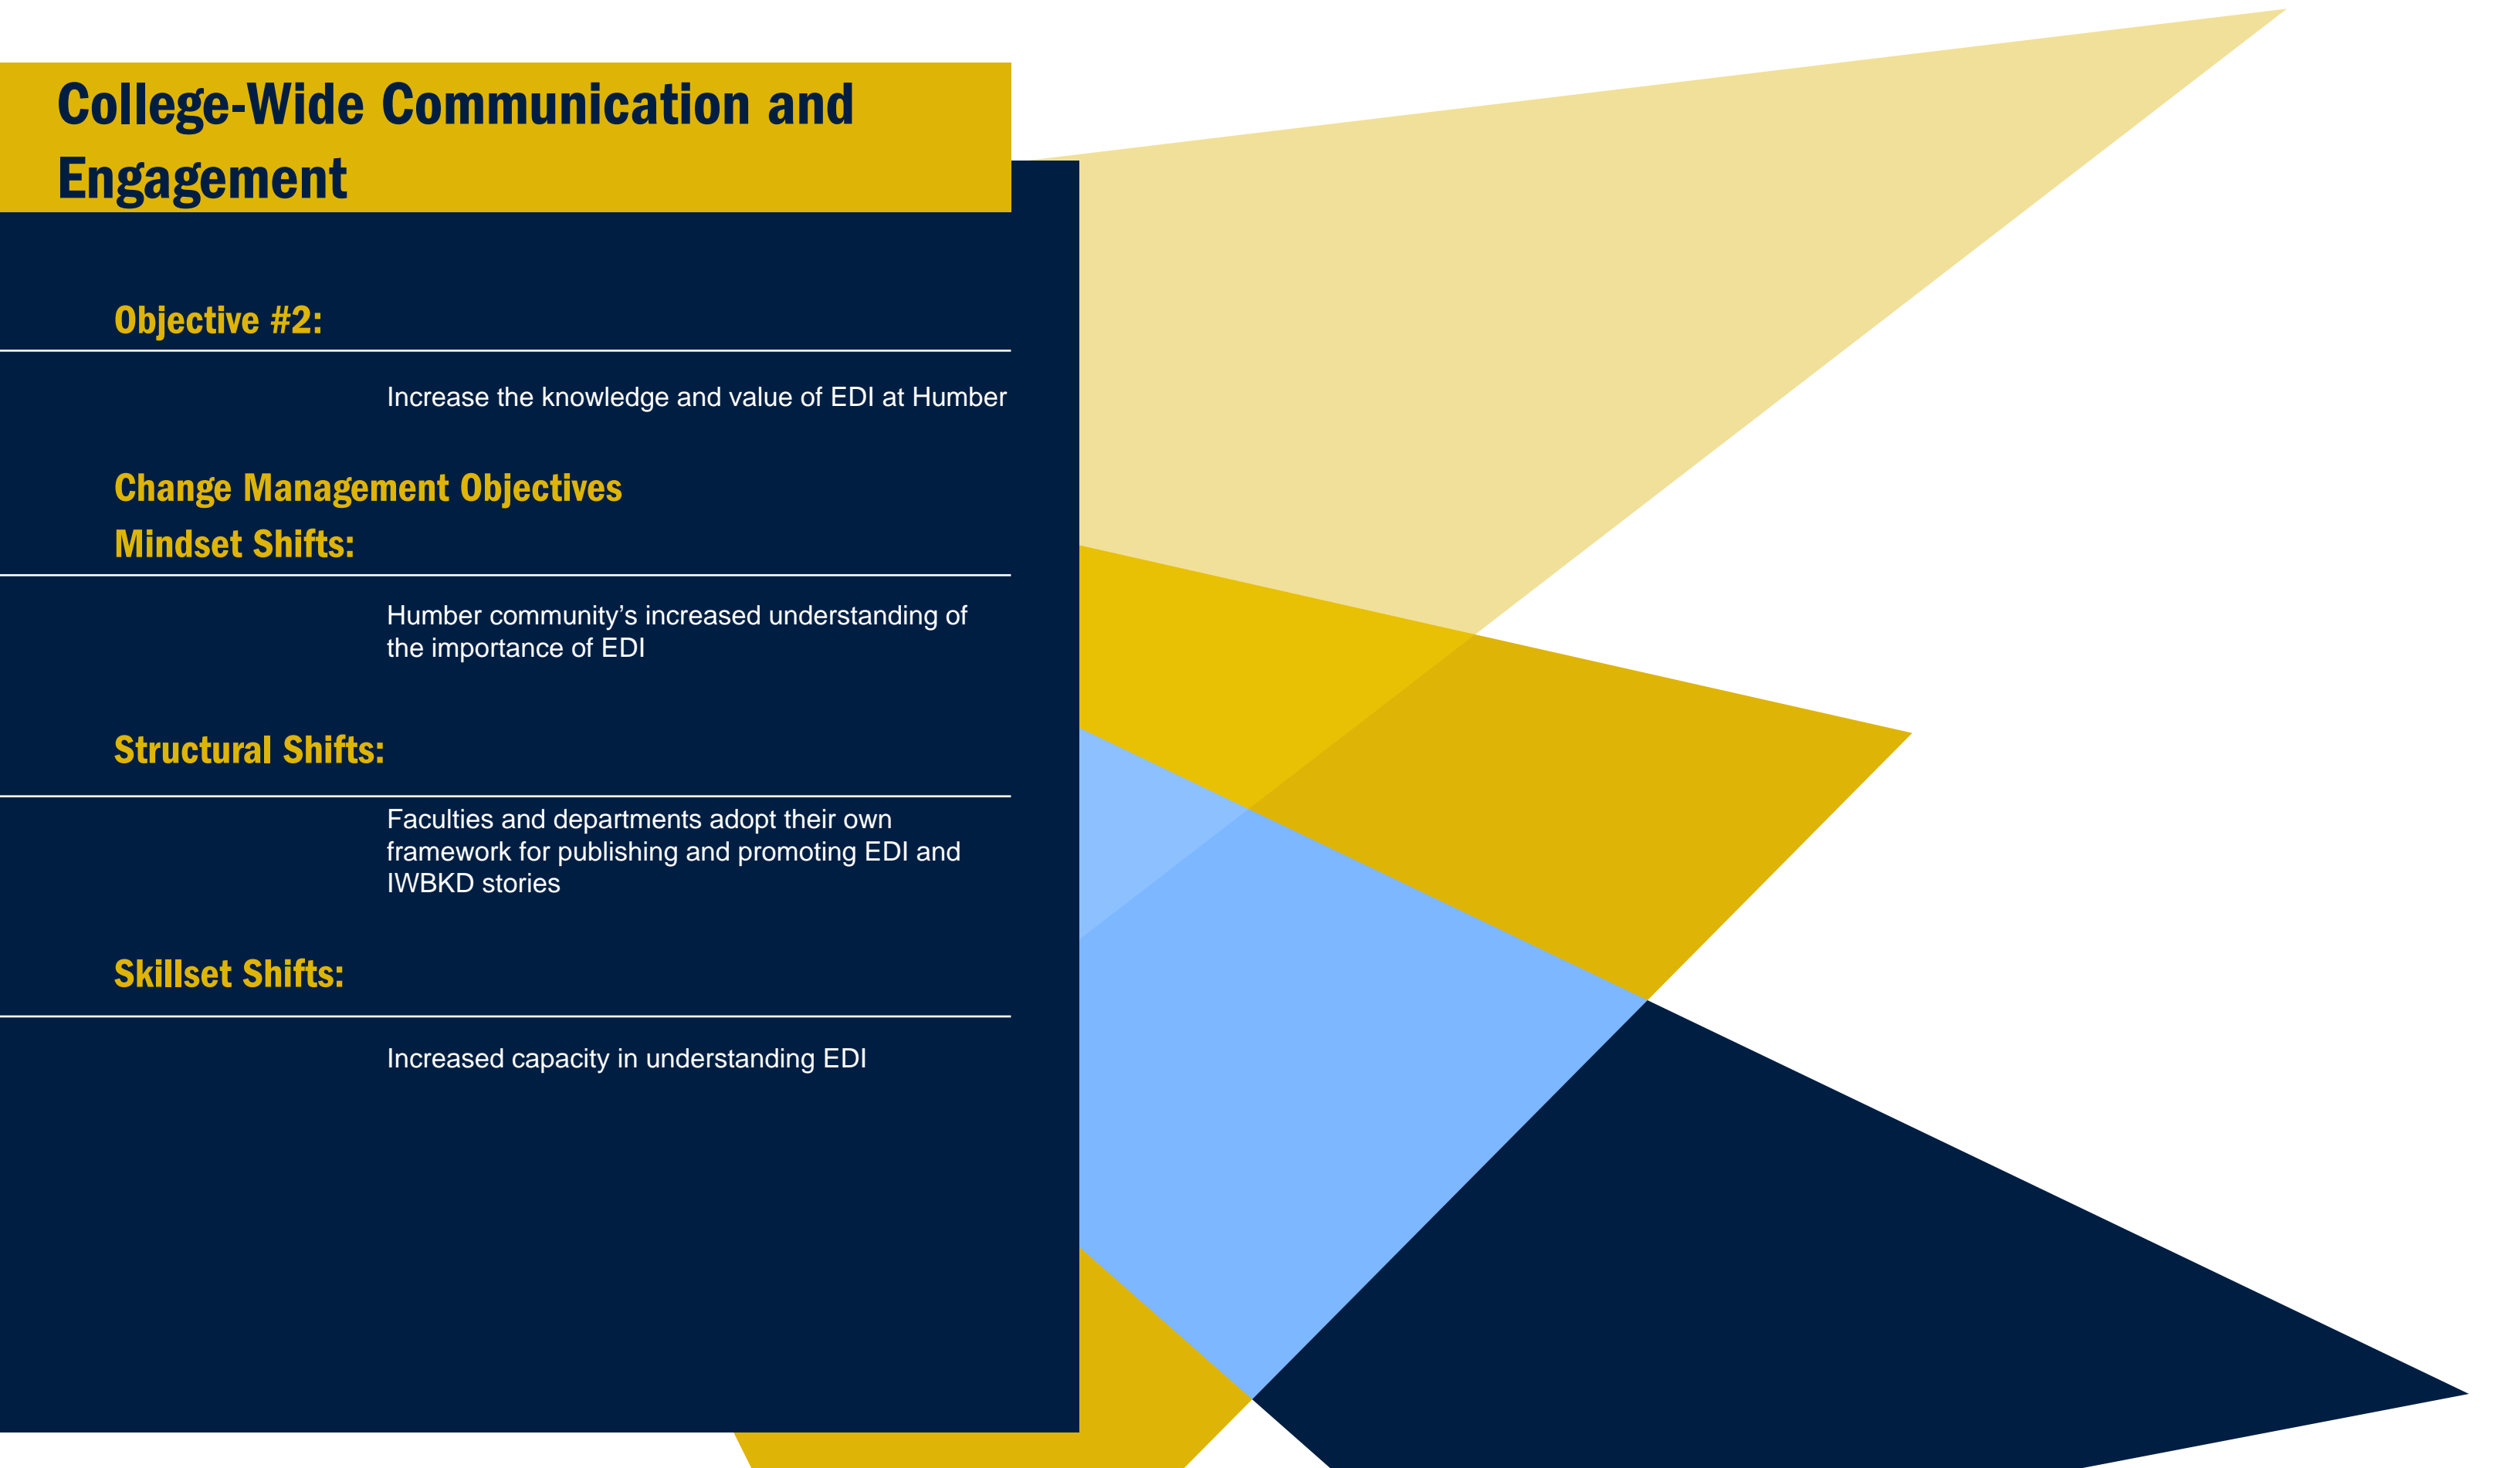 College-Wide Communication and
Engagement
Objective #2:
Increase the knowledge and value of EDI at Humber
Change Management Objectives
Mindset Shifts:
Humber community’s increased understanding of
the importance of EDI
Structural Shifts:
Faculties and departments adopt their own
framework for publishing and promoting EDI and
IWBKD stories
Skillset Shifts:
Increased capacity in understanding EDI